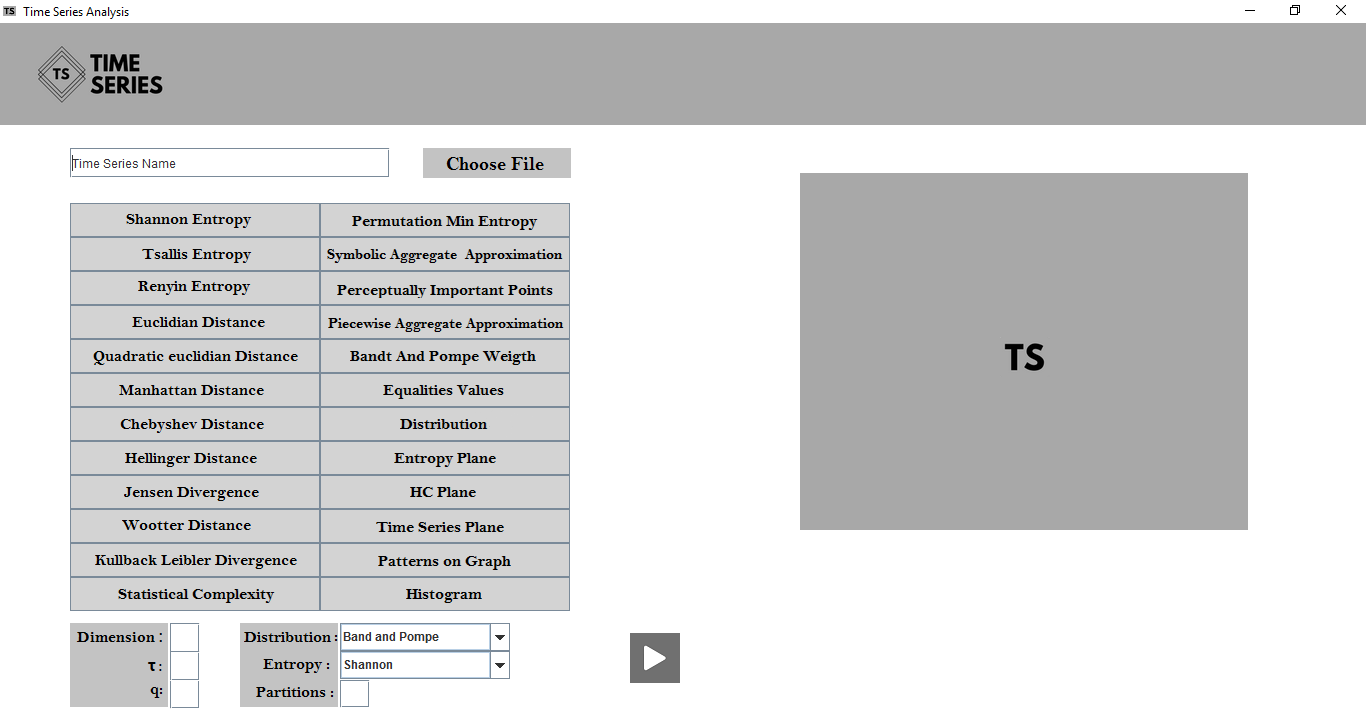 TS Time Series Analysis
TS TIME
SERIES
Time Series Name
Choose File
Shannon Entropy
Permutation Min Entropy
Tsallis Entropy
Symbolic Aggregate  Approximation
Renyin Entropy
Perceptually Important Points
Euclidian Distance
Piecewise Aggregate Approximation
Quadratic euclidian Distance
Bandt And Pompe Weigth
Manhattan Distance
Equalities Values
Chebyshev Distance
Distribution
Hellinger Distance
Entropy Plane
Jensen Divergence
HC Plane
Wootter Distance
Time Series Plane
Kullback Leibler Divergence
Patterns on Graph
Statistical Complexity
Histogram
TS
Dimension :
Distribution : Band and Pompe
τ :
Entropy : Shannon
q:
Partitions :